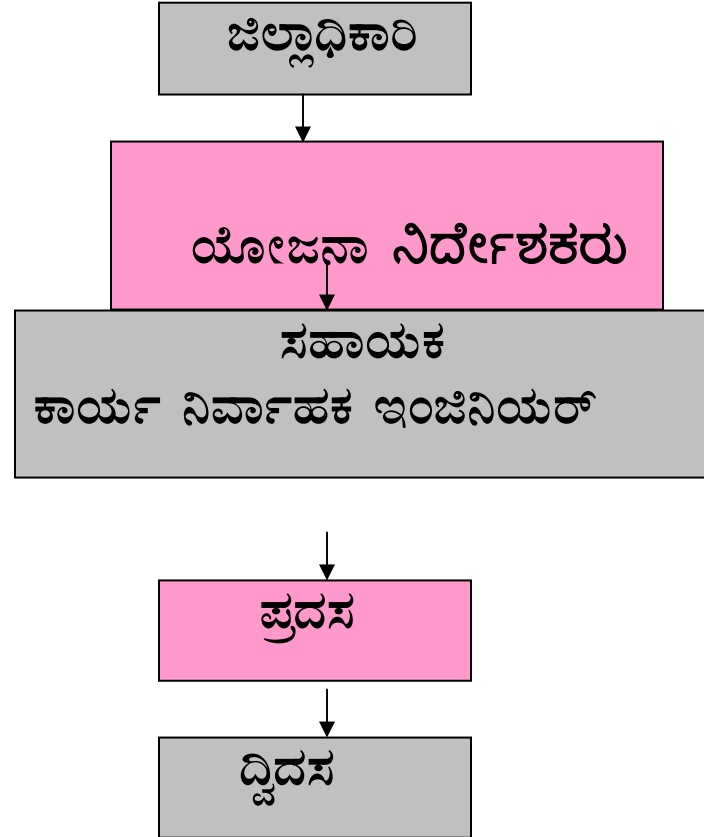 ಜಿಲ್ಲಾಧಿಕಾರಿ
ಯೋಜನಾ ನಿರ್ದೇಶಕರು
ಸಹಾಯಕ
ಕಾರ್ಯ ನಿರ್ವಾಹಕ ಇಂಜಿನಿಯರ್
ಪ್ರದಸ
ದ್ವಿದಸ